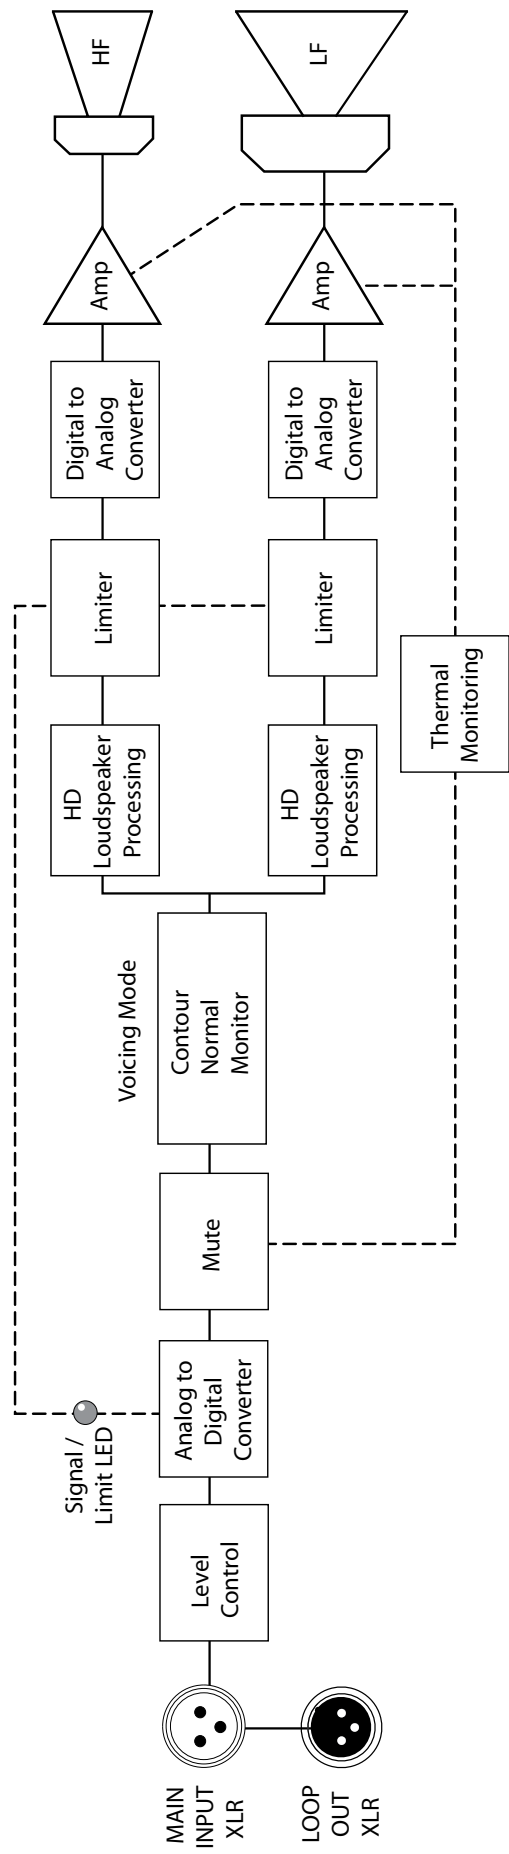 MAIN
INPUT
XLR
LOOP
OUT
XLR
Level
Control
Signal /
Limit LED
Analog to
Digital
Converter
Mute
Voicing Mode
Contour
Normal
Monitor
HD
Loudspeaker
Processing
Limiter
Digital to
Analog
Converter
Amp
HF
HD
Loudspeaker
Processing
Limiter
Digital to
Analog
Converter
Amp
LF
Thermal
Monitoring